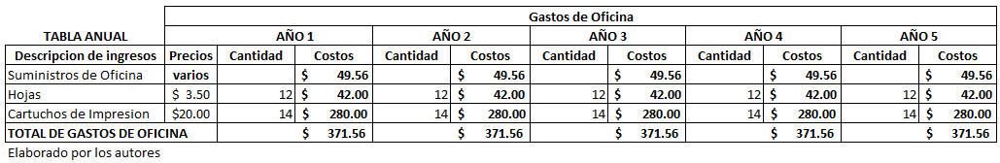 Gastos de Oficina
TABLA ANUAL AÑO 1 AÑO 2 AÑO 3 AÑO 4 AÑO 5
Descripcion de ingresos Precios Cantidad Costos Cantidad Costos Cantidad Costos Cantidad Costos Cantidad Costos
Suministros de Oficina varios $ 49.56 $ 49.56 $ 49.56 $ 49.56 $ 49.56
Hojas $ 3.50 12 $ 42.00 12 $ 42.00 12 $ 42.00 12 $ 42.00 12 $ 42.00
Cartuchos de Impresion $20.00 14 $ 280.00 14 $ 280.00 14 $ 280.00 14 $ 280.00 14 $ 280.00
TOTAL DE GASTOS DE OFICINA $ 371.56 $ 371.56 $ 371.56 $ 371.56 $ 371.56
Elaborado por los autores